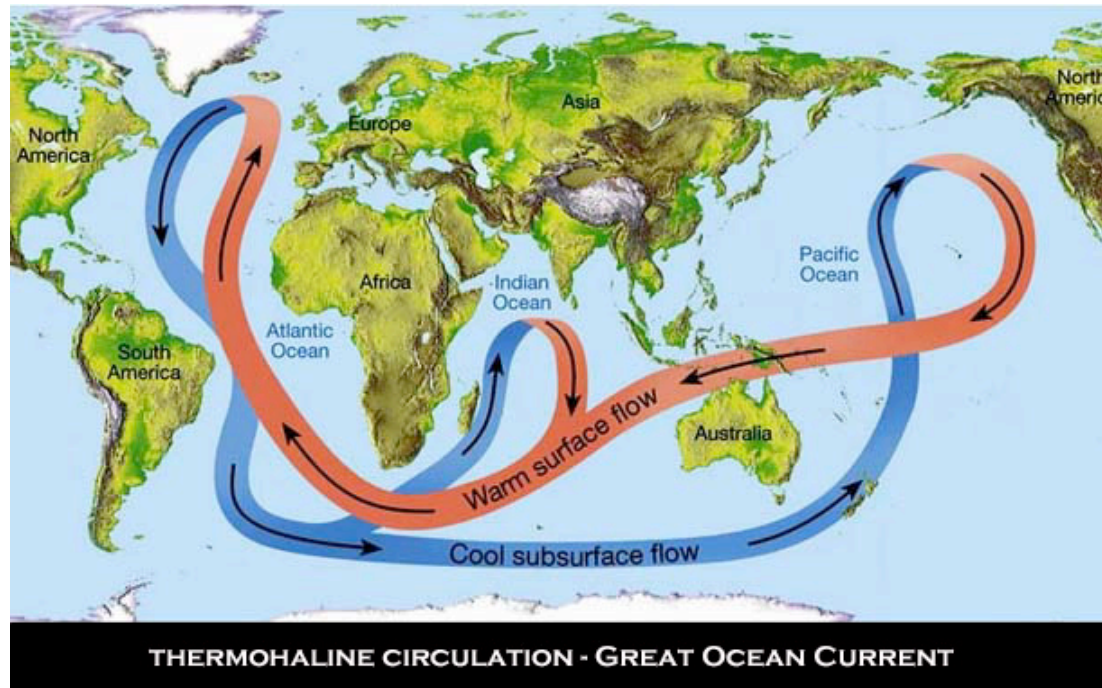 North
America
Europe
Asia
North
Americ
Pacific
Ocean
Africa
Indian
Ocean
Atlantic
Ocean
South
America
Warm surface flow
Australia
Cool subsurface flow
THERMOHALINE CIRCULATION - GREAT OCEAN CURRENT